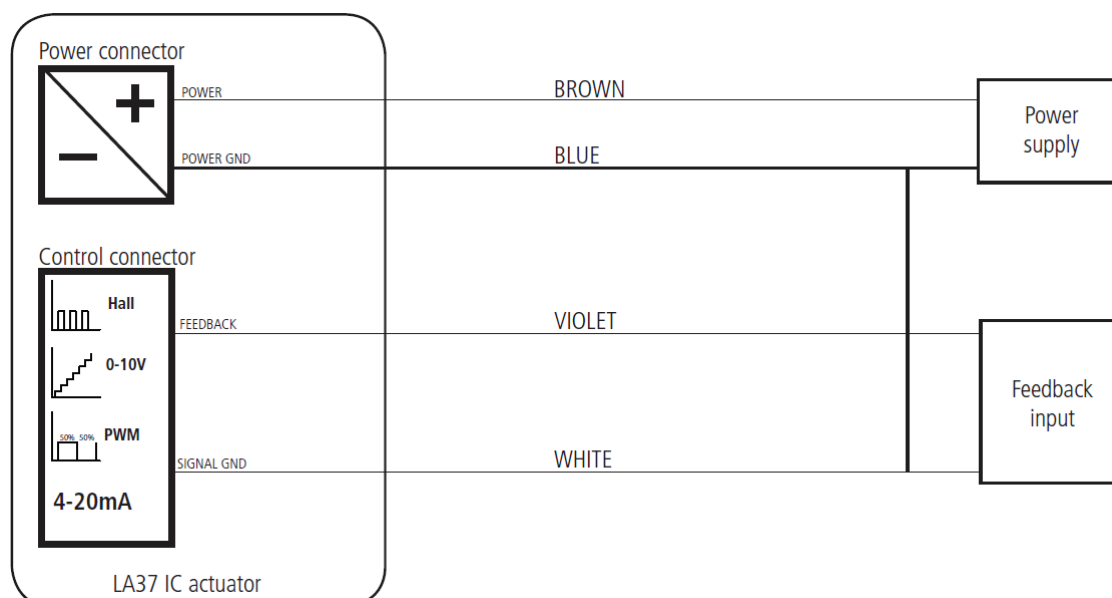 Power connector
+
−
POWER
BROWN
POWER GND
BLUE
Power
supply
Control connector
Hall
0-10V
50% 50% PWM
4-20mA
FEEDBACK
VIOLET
SIGNAL GND
WHITE
Feedback
input
LA37 IC actuator